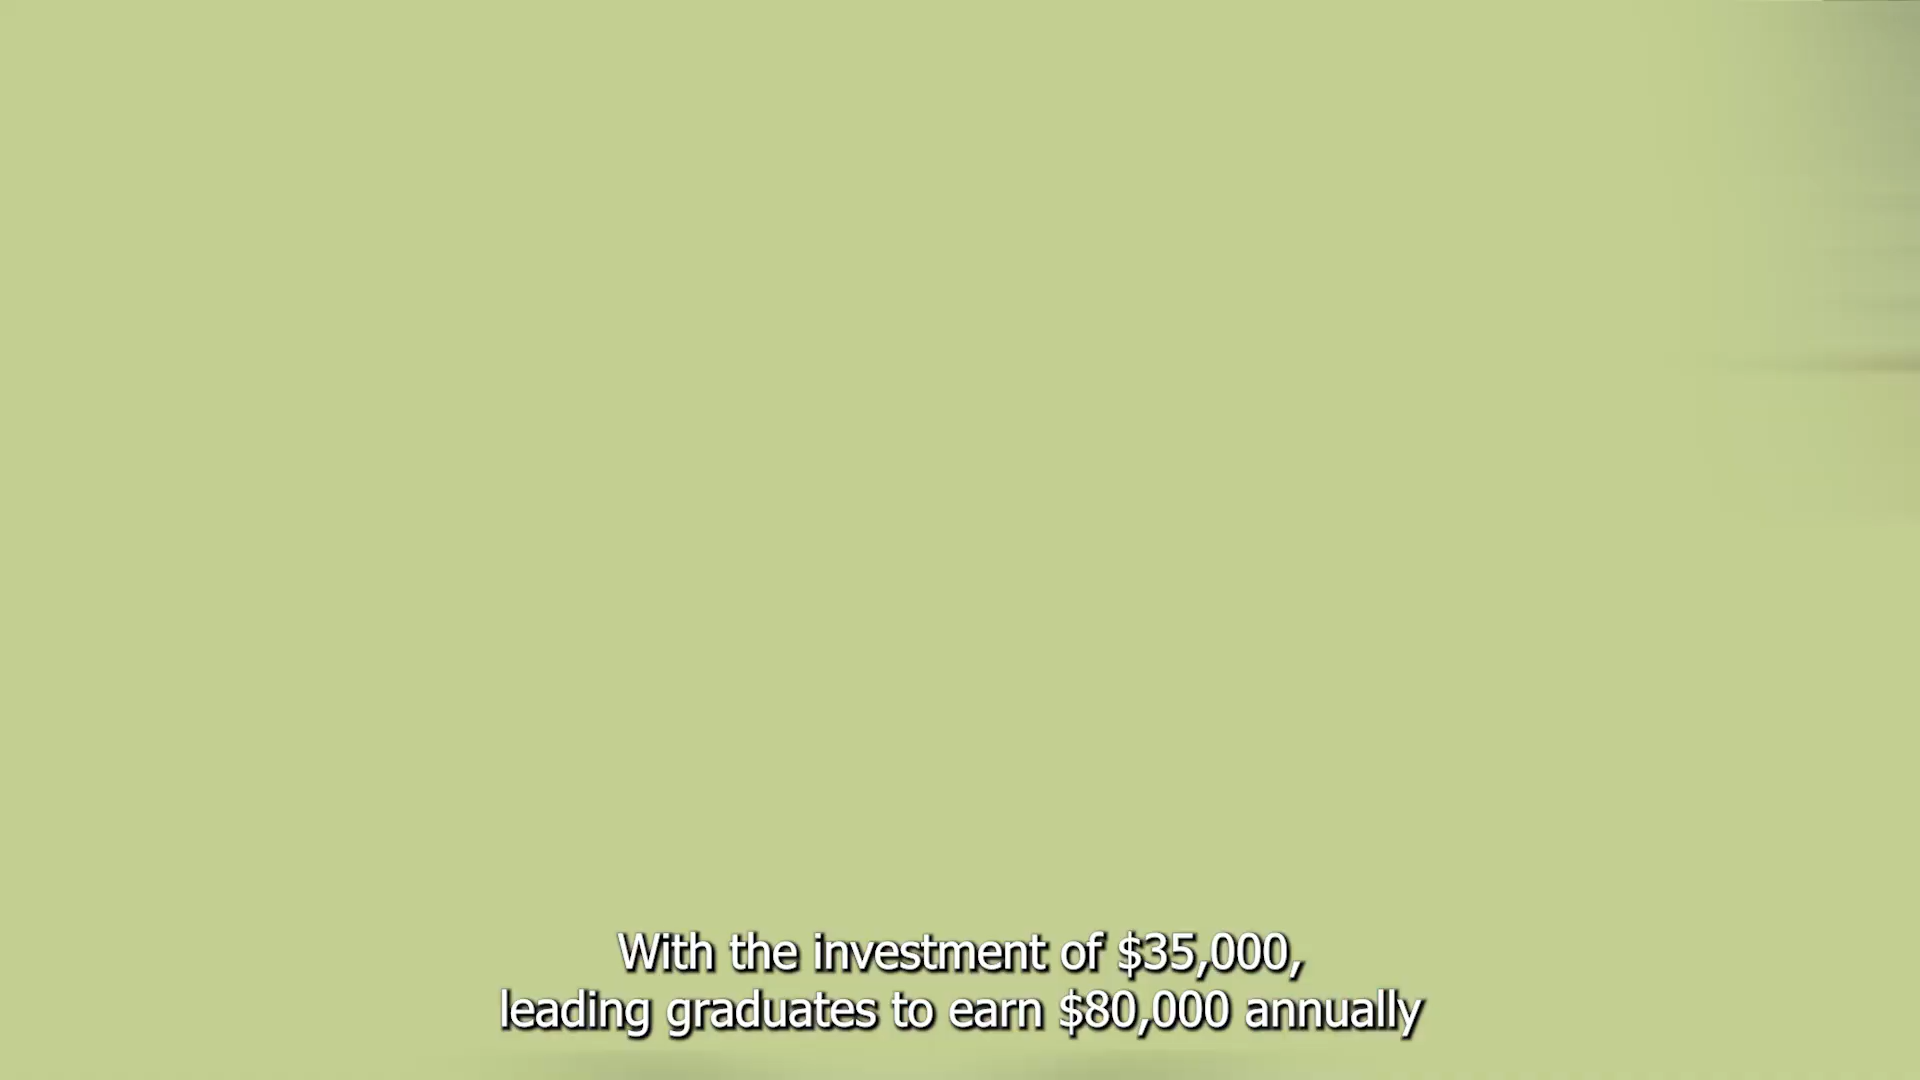 With the investment of $35,000,
leading graduates to earn $80,000 annually